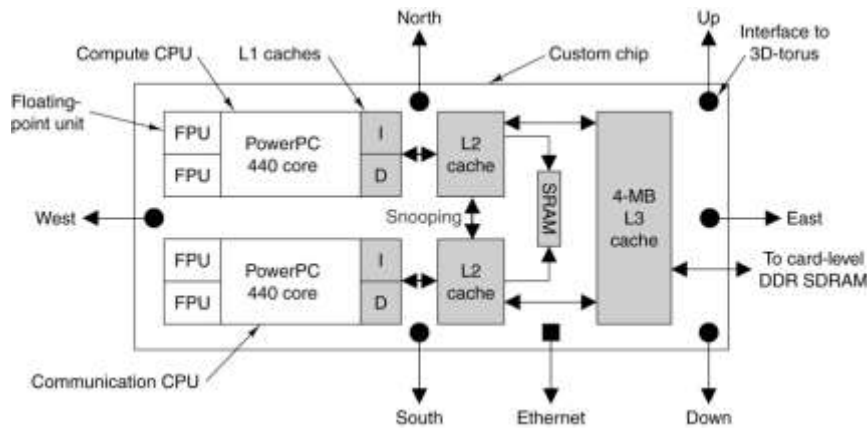 North
Up
Compute CPU
L1 caches
Custom chip
Interface to
3D-torus
Floating-
point unit
FPU
FPU
PowerPC
440 core
I
D
L2
cache
SRAM
4-MB
L3
cache
West
Snooping
East
FPU
FPU
PowerPC
440 core
I
D
L2
cache
To card-level
DDR SDRAM
Communication CPU
South
Ethernet
Down